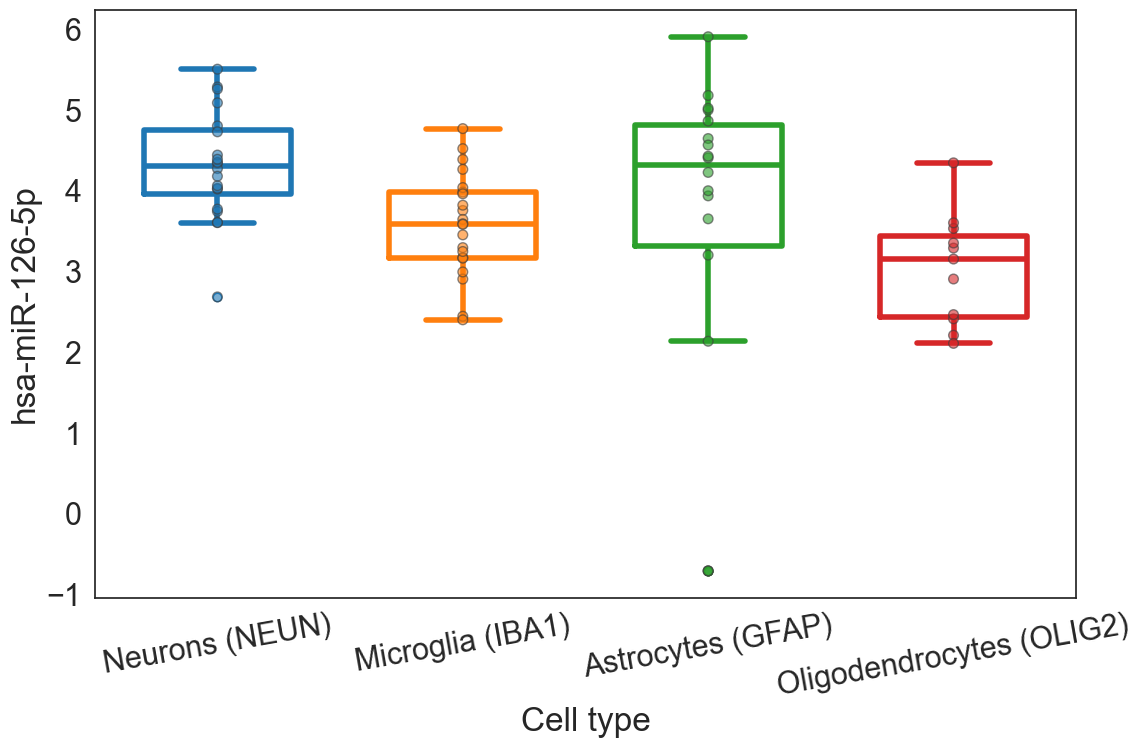 hsa-miR-126-5p
6
5
4
3
2
1
0
−1
Neurons (NEUN)
Microglia (IBA1)
Astrocytes (GFAP)
Oligodendrocytes (OLIG2)
Cell type